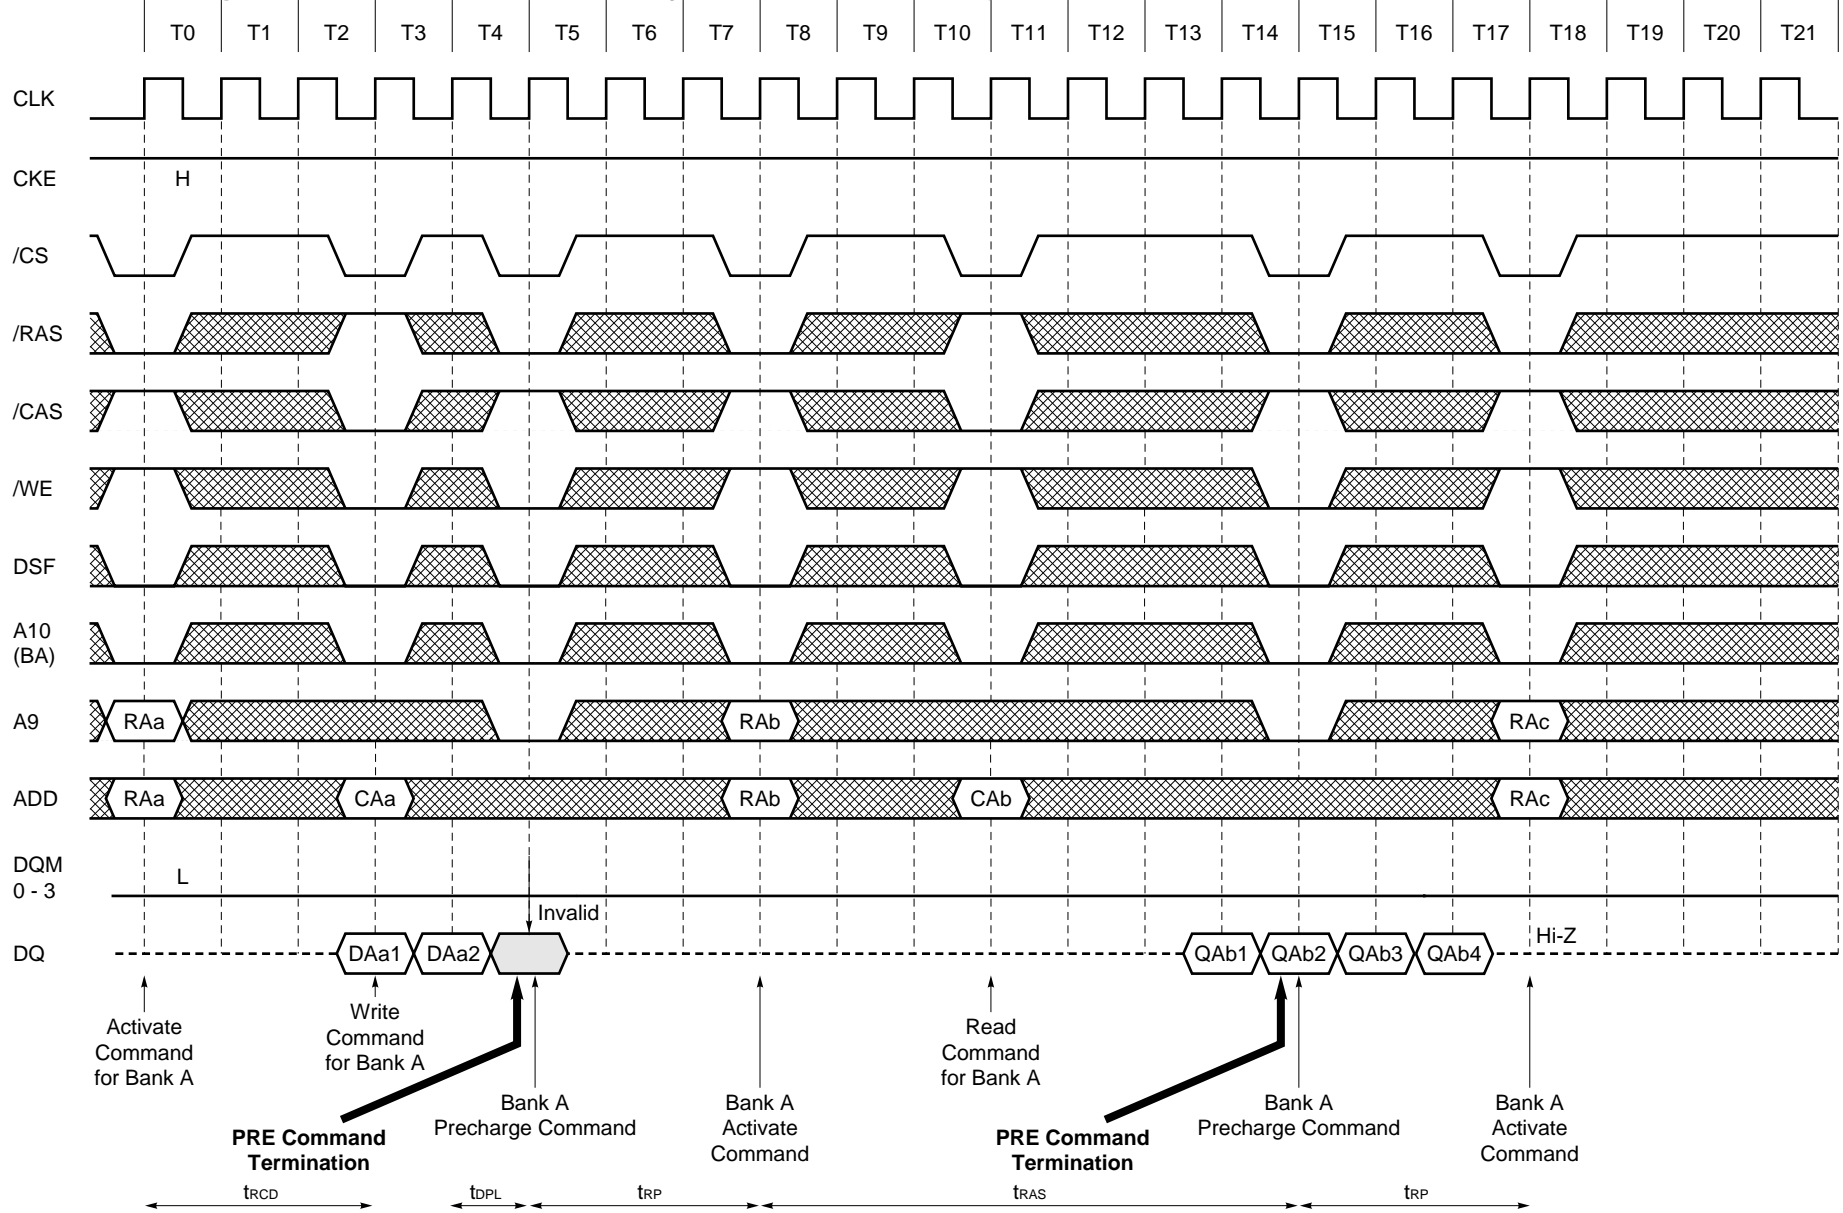 T0 T1 T2 T3 T4 T5 T6 T7 T8 T9 T10 T11 T12 T13 T14 T15 T16 T17 T18 T19 T20 T21
CLK
CKE
H
/CS
/RAS
/CAS
/WE
DSF
A10
(BA)
A9
RAa RAb RAc
ADD
RAa CAa RAb CAb RAc
DQM
0 - 3
L
Invalid
DQ
DAa1 DAa2 QAb1 QAb2 QAb3 QAb4
Hi-Z
Activate
Command
for Bank A
Write
Command
for Bank A
PRE Command
Termination
Bank A
Precharge Command
Bank A
Activate
Command
Read
Command
for Bank A
PRE Command
Termination
Bank A
Precharge Command
Bank A
Activate
Command
tRCD tDPL tRP tRAS tRP